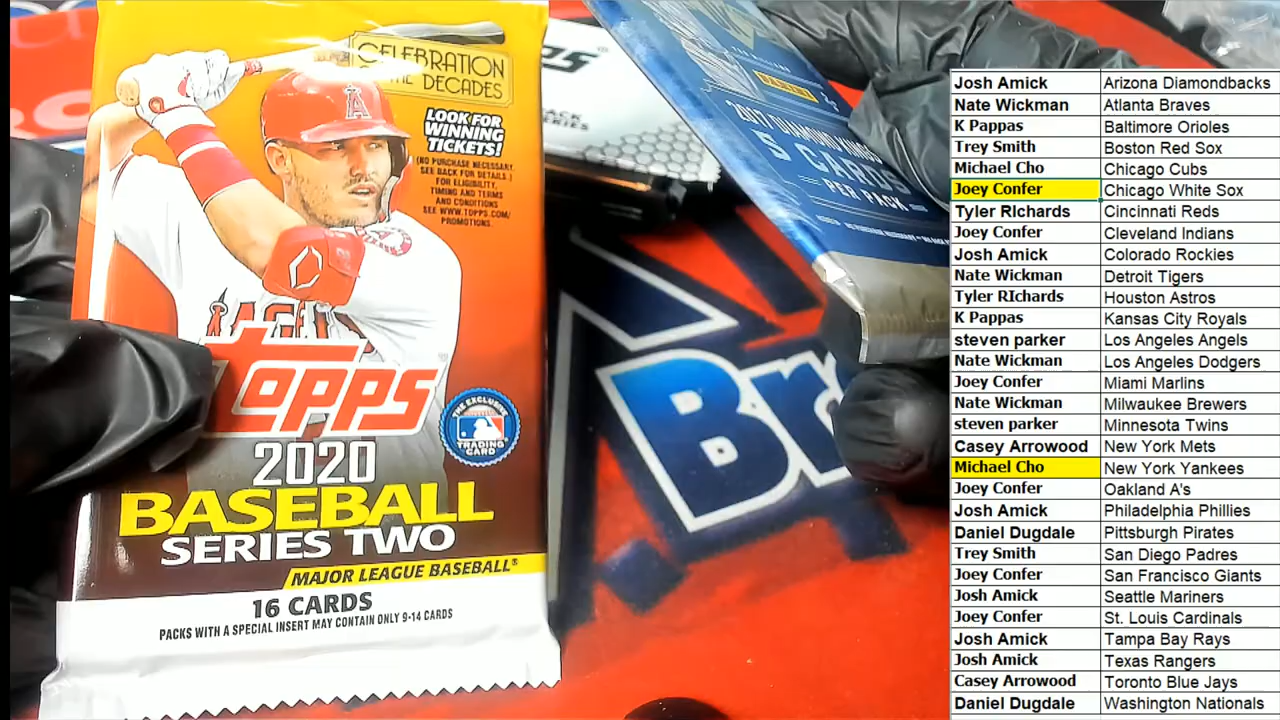 CELEBRATION
OF THE DECADES
LOOK FOR
WINNING
TICKETS!
(NO PURCHASE NECESSARY.
SEE BACK FOR DETAILS.)
FOR ELIGIBILITY,
TIMING AND TERMS
AND CONDITIONS
SEE WWW.TOPPS.COM/
PROMOTIONS.
A
ANGELS
TOPPS
THE EXCLUSIVE
TRADING
CARD
2020
BASEBALL
SERIES TWO
MAJOR LEAGUE BASEBALL®
16 CARDS
PACKS WITH A SPECIAL INSERT MAY CONTAIN ONLY 9-14 CARDS
PANINI
2017 DIAMOND KINGS
5 CARDS
PER PACK
Br
Josh Amick Arizona Diamondbacks
Nate Wickman Atlanta Braves
K Pappas Baltimore Orioles
Trey Smith Boston Red Sox
Michael Cho Chicago Cubs
Joey Confer Chicago White Sox
Tyler RIchards Cincinnati Reds
Joey Confer Cleveland Indians
Josh Amick Colorado Rockies
Nate Wickman Detroit Tigers
Tyler RIchards Houston Astros
K Pappas Kansas City Royals
steven parker Los Angeles Angels
Nate Wickman Los Angeles Dodgers
Joey Confer Miami Marlins
Nate Wickman Milwaukee Brewers
steven parker Minnesota Twins
Casey Arrowood New York Mets
Michael Cho New York Yankees
Joey Confer Oakland A's
Josh Amick Philadelphia Phillies
Daniel Dugdale Pittsburgh Pirates
Trey Smith San Diego Padres
Joey Confer San Francisco Giants
Josh Amick Seattle Mariners
Joey Confer St. Louis Cardinals
Josh Amick Tampa Bay Rays
Josh Amick Texas Rangers
Casey Arrowood Toronto Blue Jays
Daniel Dugdale Washington Nationals